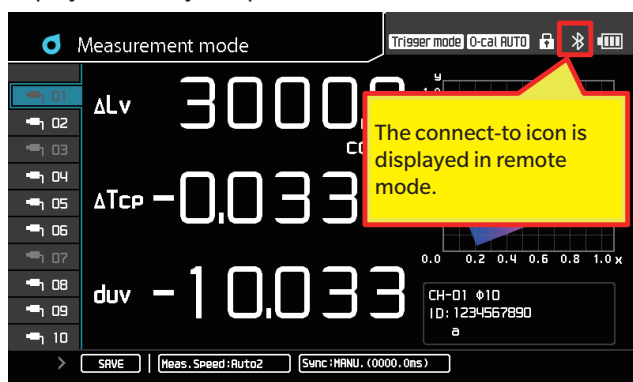 Measurement mode
Trigger mode 0-cal AUTO
y
01
02
03
04
05
06
07
08
09
10
ΔLv 3000.
ΔTcp -0.033
duv -10.033
The connect-to icon is
displayed in remote
mode.
0.0 0.2 0.4 0.6 0.8 1.0 x
CH-01 Φ10
ID: 1234567890
a
> SAVE Meas. Speed:Auto2 Sync:MANU. (0000.0ms)